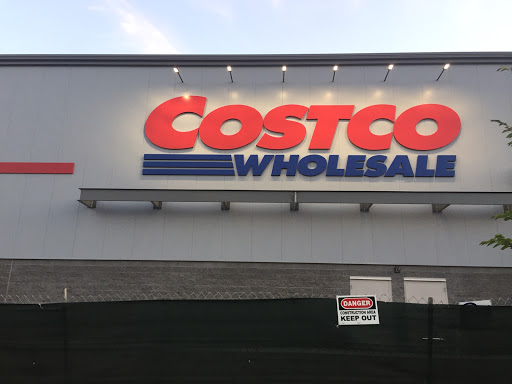 COSTCO
WHOLESALE
DANGER
CONSTRUCTION AREA
KEEP OUT